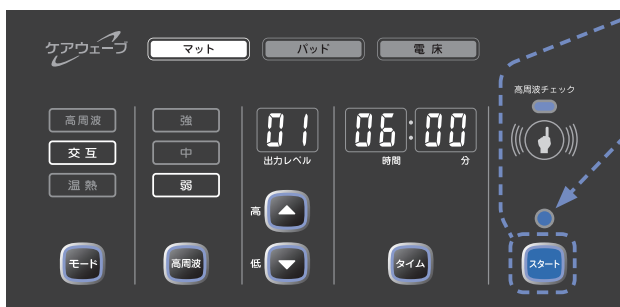 ケアウェーブ
マット
パッド
電床
高周波
交互
温熱
モード
強
中
弱
高周波
01
出力レベル
高
低
06:00
時間 分
タイム
高周波チェック
スタート